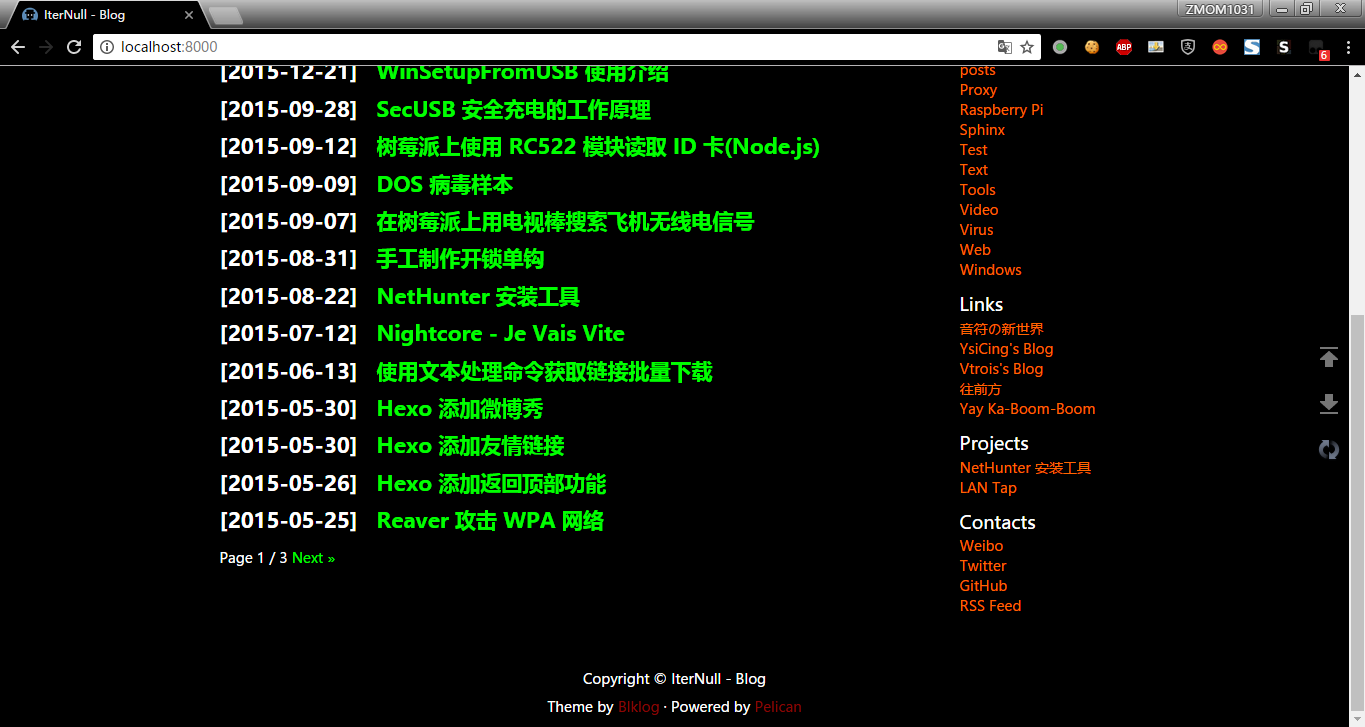 IterNull - Blog
ZMOM1031
localhost:8000
ABP
S
S
6
[2015-12-21] WinSetupFromUSB 使用介绍
[2015-09-28] SecUSB 安全充电的工作原理
[2015-09-12] 树莓派上使用 RC522 模块读取 ID 卡(Node.js)
[2015-09-09] DOS 病毒样本
[2015-09-07] 在树莓派上用电视棒搜索飞机无线电信号
[2015-08-31] 手工制作开锁单钩
[2015-08-22] NetHunter 安装工具
[2015-07-12] Nightcore - Je Vais Vite
[2015-06-13] 使用文本处理命令获取链接批量下载
[2015-05-30] Hexo 添加微博秀
[2015-05-30] Hexo 添加友情链接
[2015-05-26] Hexo 添加返回顶部功能
[2015-05-25] Reaver 攻击 WPA 网络
Page 1 / 3 Next »
posts
Proxy
Raspberry Pi
Sphinx
Test
Text
Tools
Video
Virus
Web
Windows
Links
音符の新世界
YsiCing's Blog
Vtrois's Blog
往前方
Yay Ka-Boom-Boom
Projects
NetHunter 安装工具
LAN Tap
Contacts
Weibo
Twitter
GitHub
RSS Feed
Copyright © IterNull - Blog
Theme by Blklog · Powered by Pelican